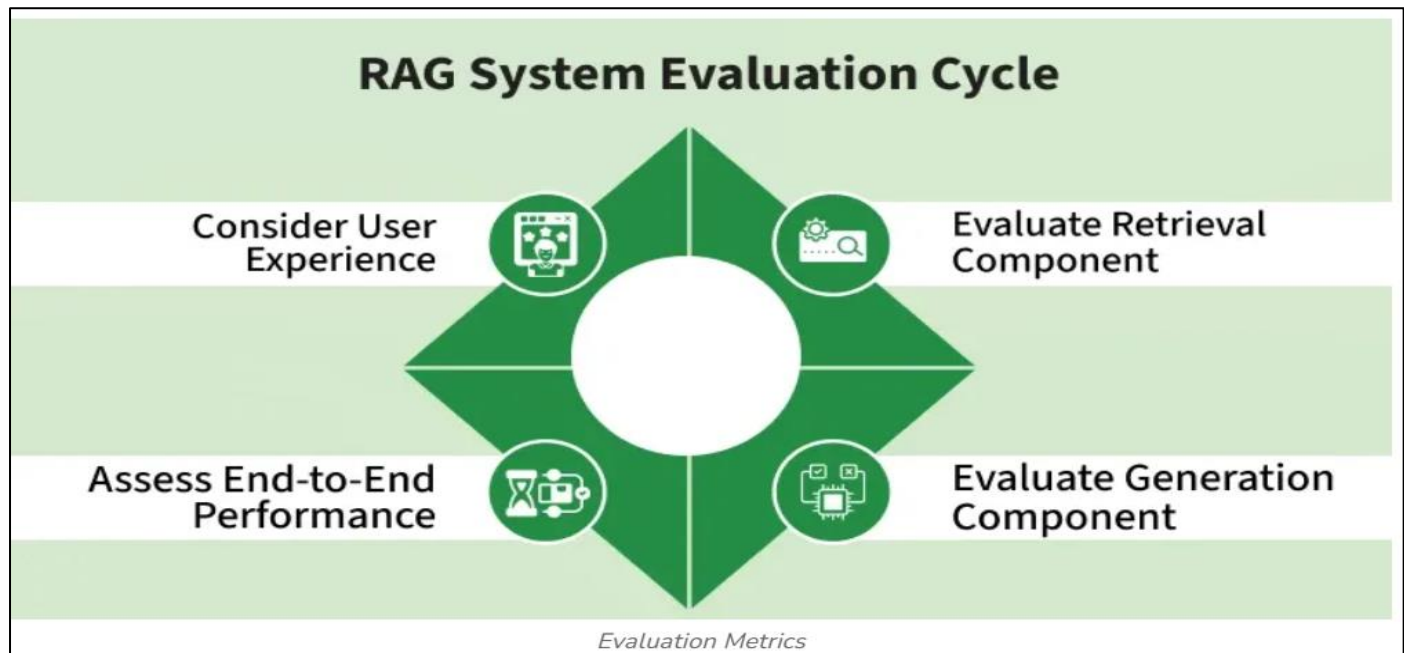 RAG System Evaluation Cycle
Consider User
Experience
Evaluate Retrieval
Component
Assess End-to-End
Performance
Evaluate Generation
Component
Evaluation Metrics